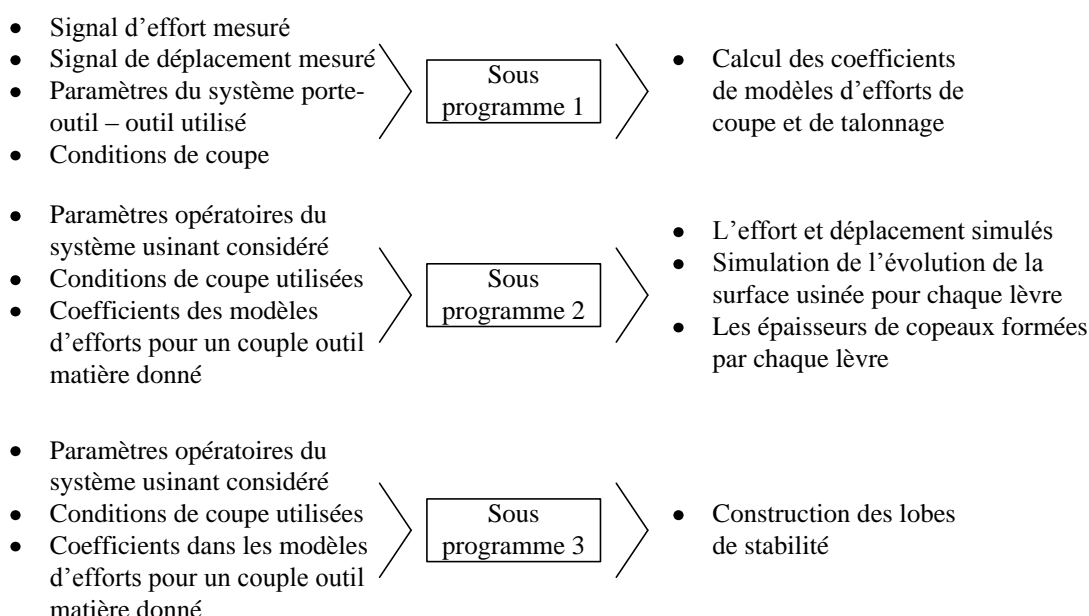 • Signal d’effort mesuré
• Signal de déplacement mesuré
• Paramètres du système porte-
outil – outil utilisé
• Conditions de coupe
Sous
programme 1
• Calcul des coefficients
de modèles d’efforts de
coupe et de talonnage
• Paramètres opératoires du
système usinant considéré
• Conditions de coupe utilisées
• Coefficients des modèles
d’efforts pour un couple outil
matière donné
Sous
programme 2
• L’effort et déplacement simulés
• Simulation de l’évolution de la
surface usinée pour chaque lèvre
• Les épaisseurs de copeaux formées
par chaque lèvre
• Paramètres opératoires du
système usinant considéré
• Conditions de coupe utilisées
• Coefficients dans les modèles
d’efforts pour un couple outil
matière donné
Sous
programme 3
• Construction des lobes
de stabilité